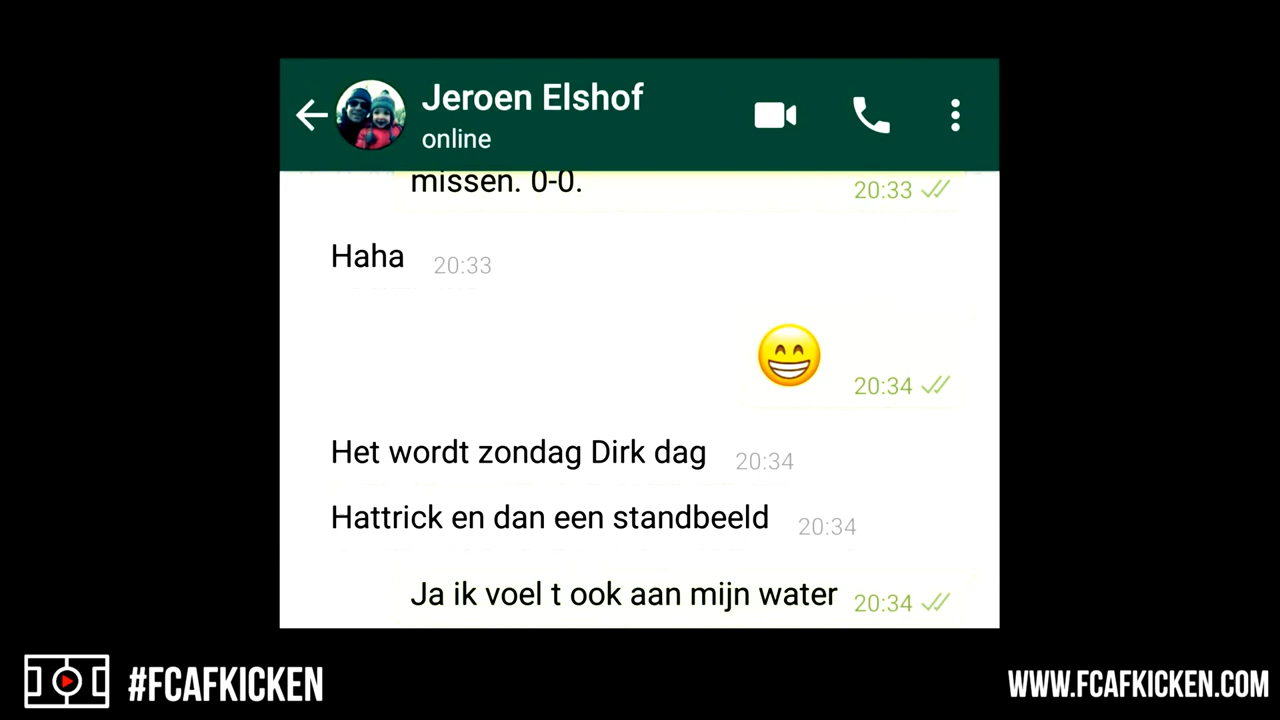 Jeroen Elshof
online
missen. 0-0.
20:33
Haha 20:33
20:34
Het wordt zondag Dirk dag 20:34
Hattrick en dan een standbeeld 20:34
Ja ik voel t ook aan mijn water 20:34
#FCAFKICKEN
WWW.FCAFKICKEN.COM